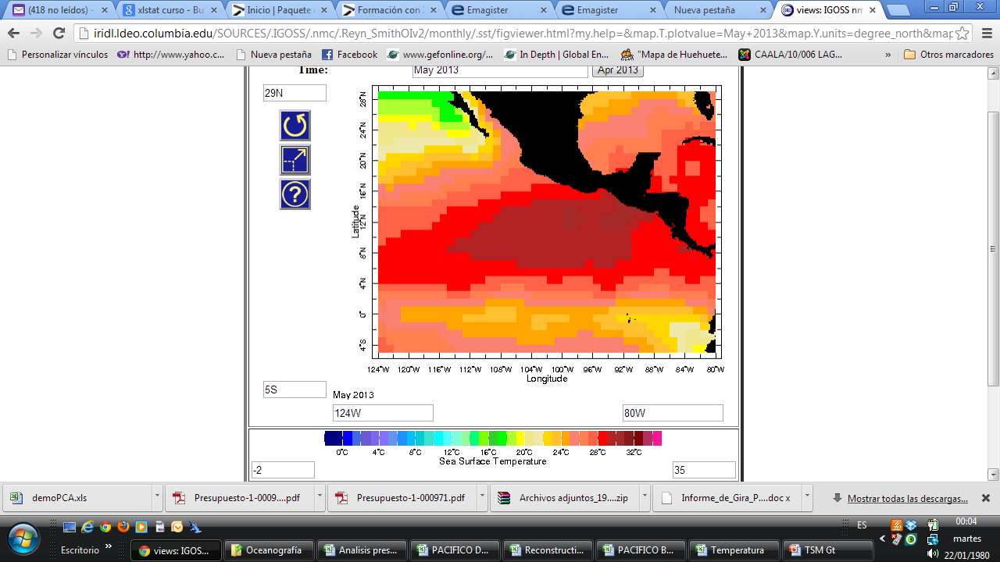 (418 no leídos) -
xlstat curso - Bu
Inicio | Paquete
Formación con
Emagister
Emagister
Nueva pestaña
views: IGOSS nm
iridl.ldeo.columbia.edu/SOURCES/.IGOSS/.nmc/.Reyn_SmithOIv2/monthly/.sst/figviewer.html?my.help=&map.T.plotvalue=May+2013&map.Y.units=degree_north&map
Personalizar vínculos
http://www.yahoo.c...
Nueva pestaña
Facebook
www.gefonline.org/...
In Depth | Global En...
"Mapa de Huehuete...
CAALA/10/006 LAG...
»
Otros marcadores
Time:
May 2013
Apr 2013
29N
28°N
24°N
20°N
16°N
12°N
8°N
4°N
0°
4°S
Latitude
124°W 120°W 116°W 112°W 108°W 104°W 100°W 96°W 92°W 88°W 84°W 80°W
Longitude
5S
May 2013
124W
80W
0°C 4°C 8°C 12°C 16°C 20°C 24°C 28°C 32°C
Sea Surface Temperature
-2
35
demoPCA.xls
Presupuesto-1-0009....pdf
Presupuesto-1-000971.pdf
Archivos adjuntos_19....zip
Informe_de_Gira_P....doc x
Mostrar todas las descargas...
ES
00:04
martes
22/01/1980
Escritorio »
views: IGOS...
Oceanografía
Analisis pres...
PACIFICO D...
Reconstructi...
PACIFICO B...
Temperatura
TSM Gt